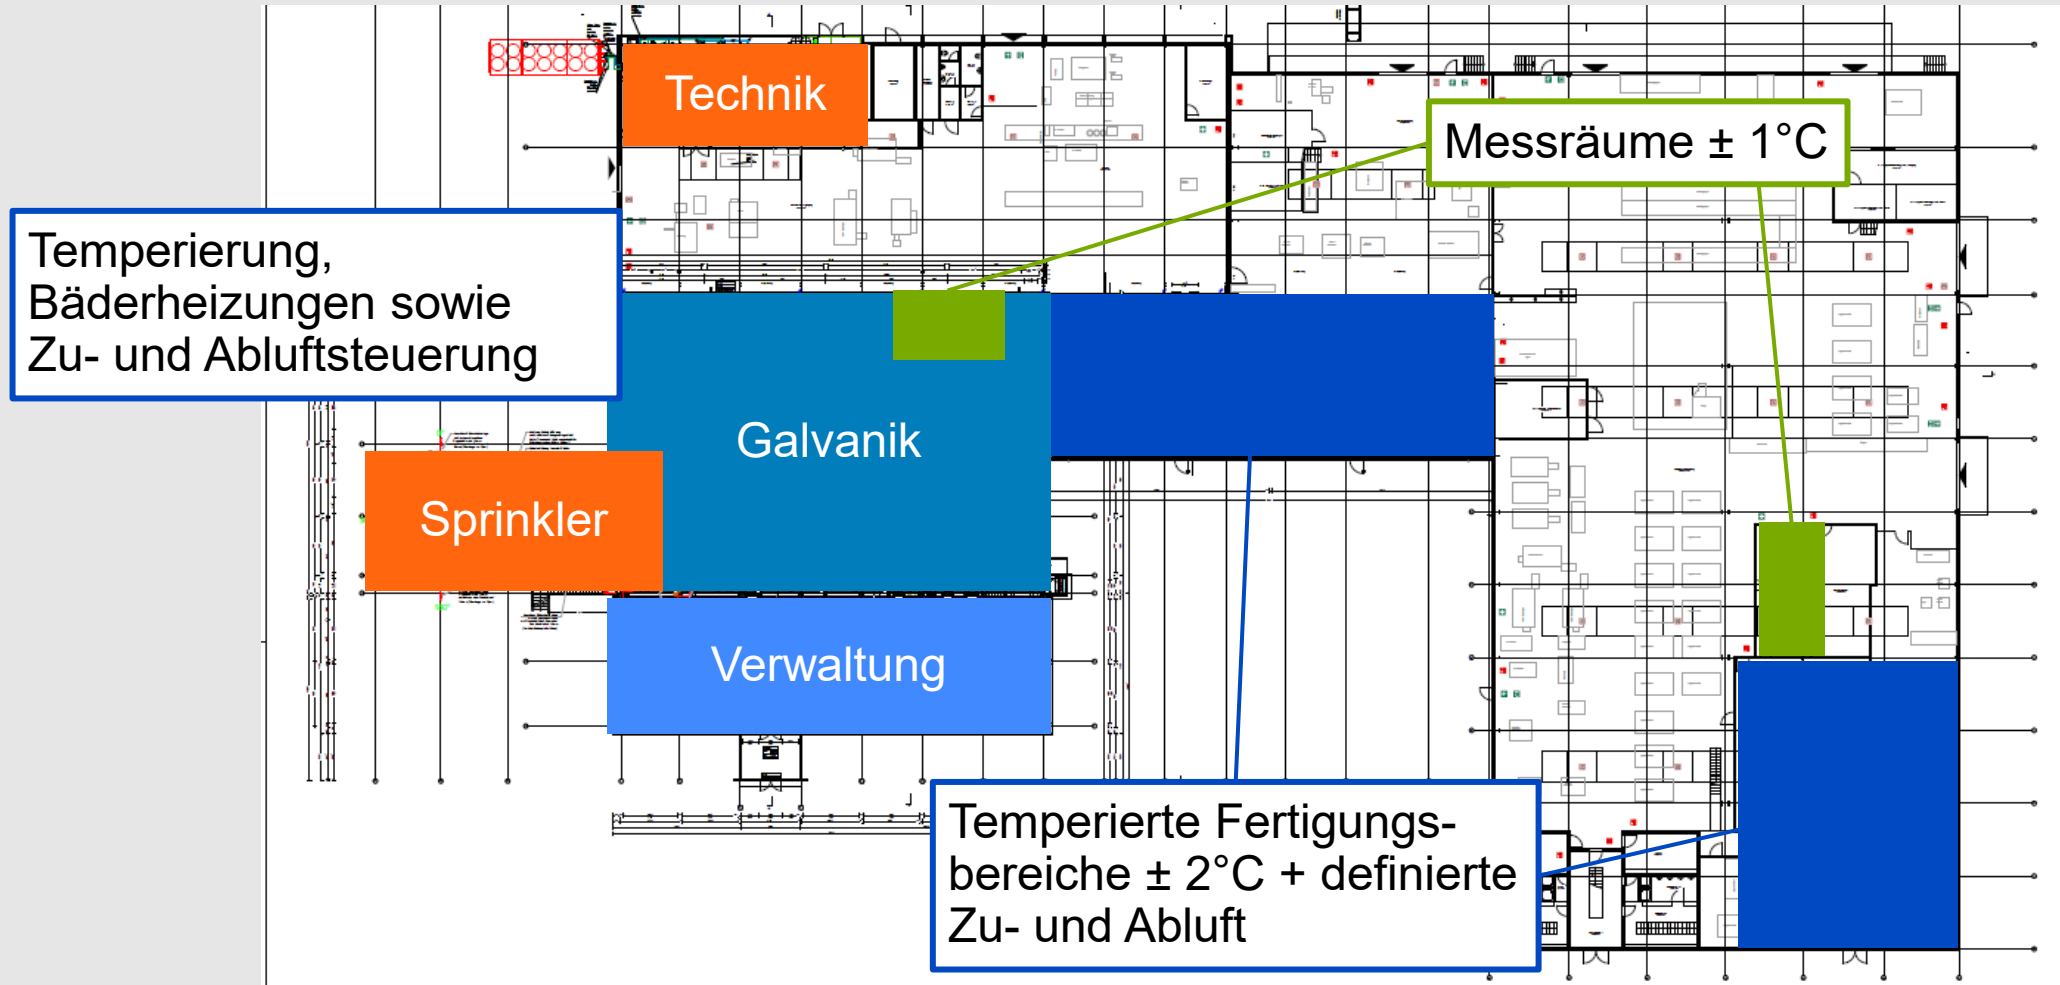 Technik
Messräume ± 1°C
Temperierung,
Bäderheizungen sowie
Zu- und Abluftsteuerung
Galvanik
Sprinkler
Verwaltung
Temperierte Fertigungs-
bereiche ± 2°C + definierte
Zu- und Abluft